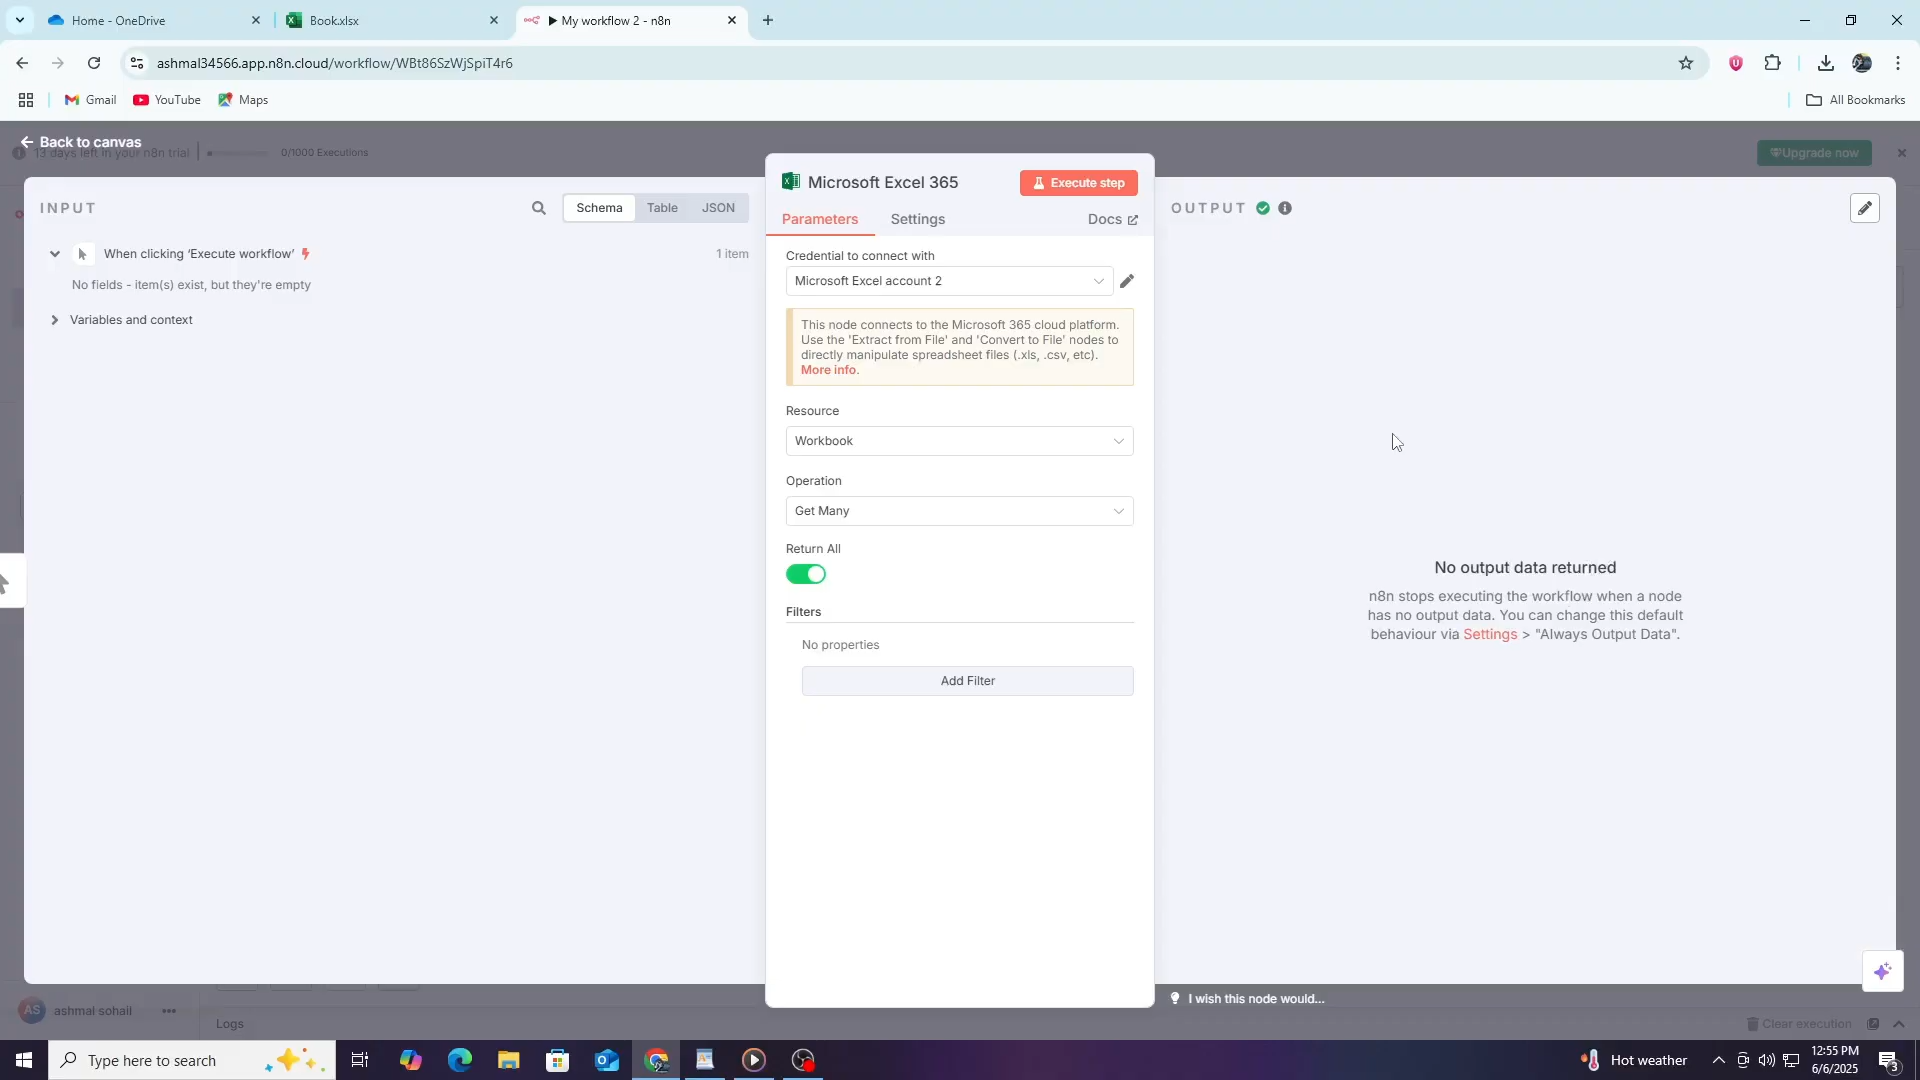 Home - OneDrive
Book.xlsx
My workflow 2 - n8n
ashmal34566.app.n8n.cloud/workflow/WBt86SzWjSpiT4r6
Gmail
YouTube
Maps
All Bookmarks
Back to canvas
13 days left in your n8n trial
0/1000 Executions
Upgrade now
INPUT
Schema
Table
JSON
When clicking ‘Execute workflow’
1 item
No fields - item(s) exist, but they're empty
Variables and context
Microsoft Excel 365
Execute step
Parameters
Settings
Docs
Credential to connect with
Microsoft Excel account 2
This node connects to the Microsoft 365 cloud platform.
Use the 'Extract from File' and 'Convert to File' nodes to
directly manipulate spreadsheet files (.xls, .csv, etc).
More info.
Resource
Workbook
Operation
Get Many
Return All
Filters
No properties
Add Filter
OUTPUT
No output data returned
n8n stops executing the workflow when a node
has no output data. You can change this default
behaviour via Settings > "Always Output Data".
I wish this node would...
AS
ashmal sohail
Logs
Clear execution
Type here to search
Hot weather
12:55 PM
6/6/2025
3